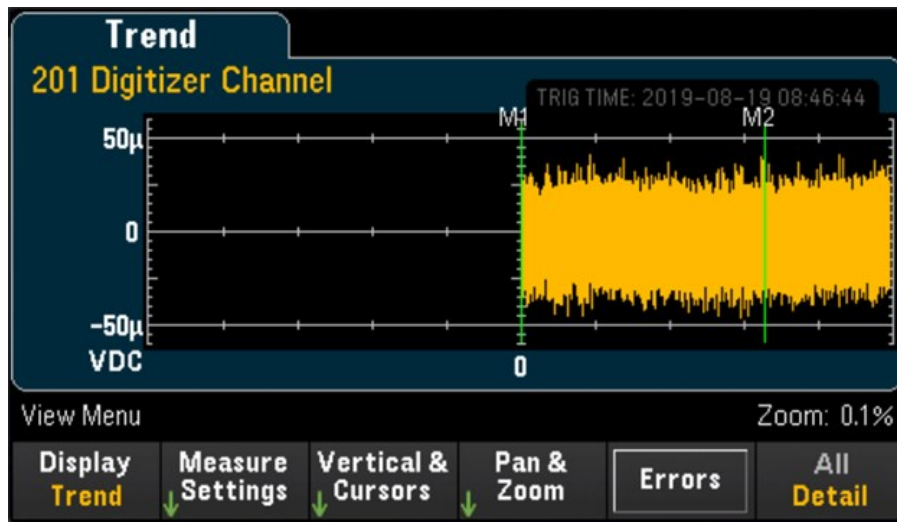 Trend
201 Digitizer Channel
TRIG TIME: 2019-08-19 08:46:44
M1
M2
50µ
0
-50µ
VDC
0
View Menu
Zoom: 0.1%
Display
Trend
Measure
Settings
Vertical &
Cursors
Pan &
Zoom
Errors
All
Detail